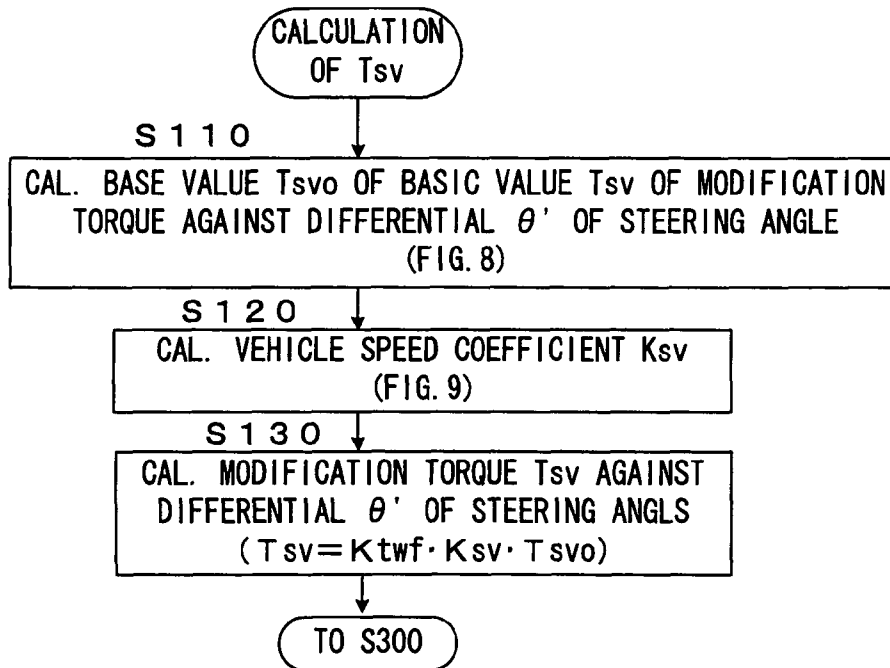 CALCULATION
OF Tsv
S110
CAL. BASE VALUE Tsvo OF BASIC VALUE Tsv OF MODIFICATION
TORQUE AGAINST DIFFERENTIAL θ' OF STEERING ANGLE
(FIG. 8)
S120
CAL. VEHICLE SPEED COEFFICIENT Ksv
(FIG. 9)
S130
CAL. MODIFICATION TORQUE Tsv AGAINST
DIFFERENTIAL θ' OF STEERING ANGLS
(Tsv=Ktwf·Ksv·Tsvo)
TO S300